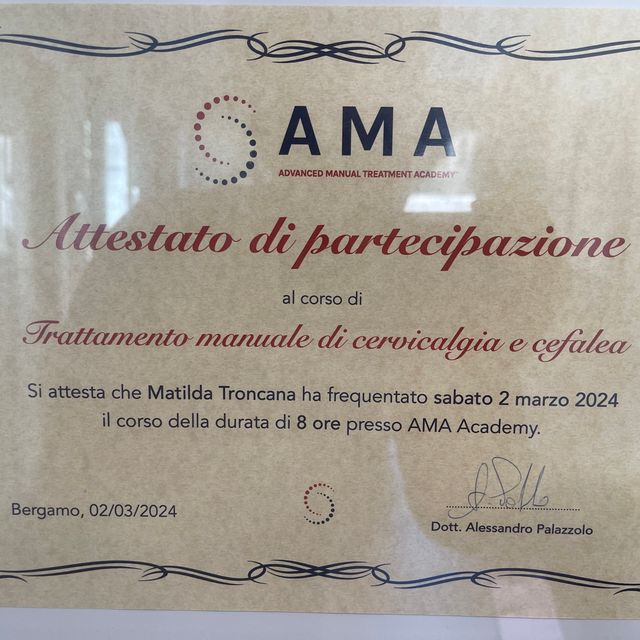 AMA
ADVANCED MANUAL TREATMENT ACADEMY™
Attestato di partecipazione
al corso di
Trattamento manuale di cervicalgia e cefalea
Si attesta che Matilda Troncana ha frequentato sabato 2 marzo 2024
il corso della durata di 8 ore presso AMA Academy.
Bergamo, 02/03/2024
Dott. Alessandro Palazzolo